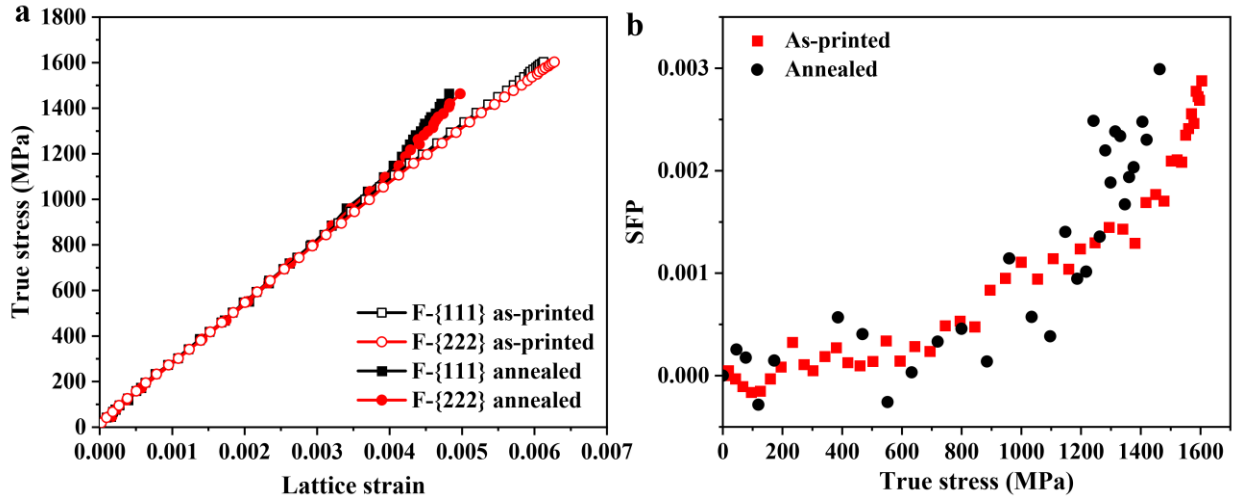 a
1800
1600
1400
1200
1000
800
600
400
200
0
True stress (MPa)
F-{111} as-printed
F-{222} as-printed
F-{111} annealed
F-{222} annealed
0.000 0.001 0.002 0.003 0.004 0.005 0.006 0.007
Lattice strain
b
As-printed
Annealed
0.003
0.002
0.001
0.000
SFP
0 200 400 600 800 1000 1200 1400 1600
True stress (MPa)